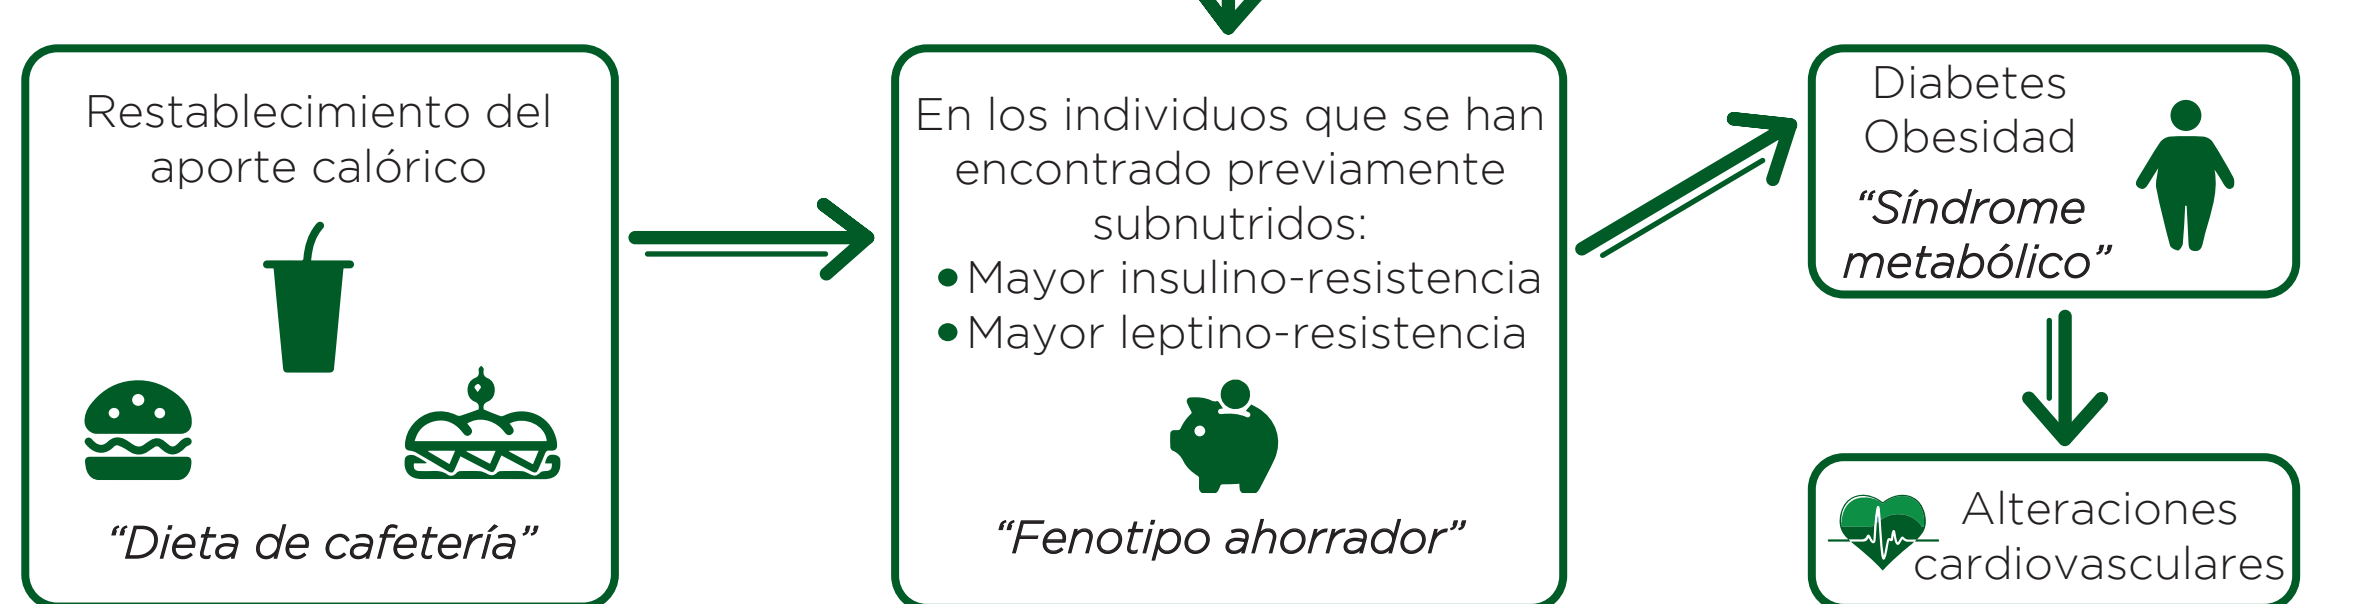 Restablecimiento del
aporte calórico
“Dieta de cafetería”
En los individuos que se han
encontrado previamente
subnutridos:
•Mayor insulino-resistencia
•Mayor leptino-resistencia
“Fenotipo ahorrador”
Diabetes
Obesidad
“Síndrome
metabólico”
Alteraciones
cardiovasculares